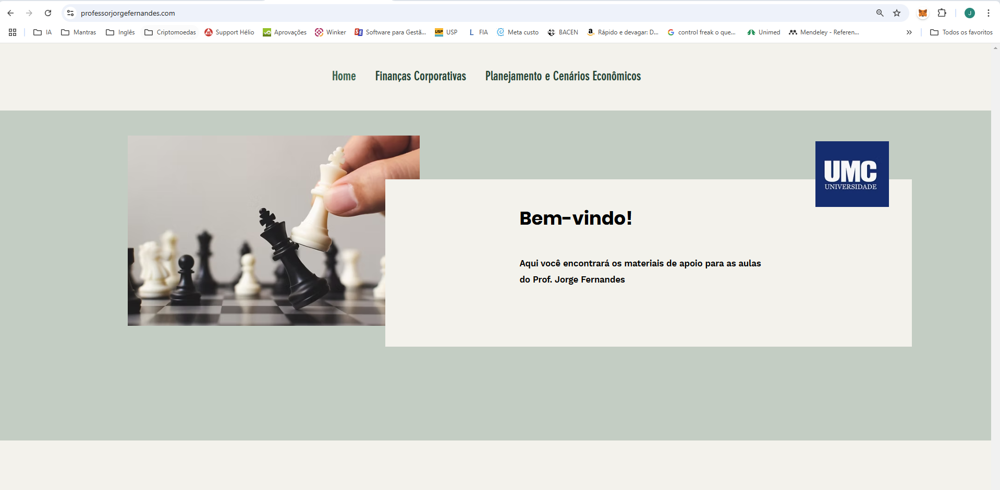 professorjorgefernandes.com
J
IA Mantras Inglês Criptomoedas Support Hélio Aprovações Winker Software para Gestã... USP USP L FIA Meta custo BACEN a Rápido e devagar: D... G control freak o que... Unimed Mendeley - Referen... » Todos os favoritos
Home Finanças Corporativas Planejamento e Cenários Econômicos
UMC
UNIVERSIDADE
Bem-vindo!
Aqui você encontrará os materiais de apoio para as aulas
do Prof. Jorge Fernandes